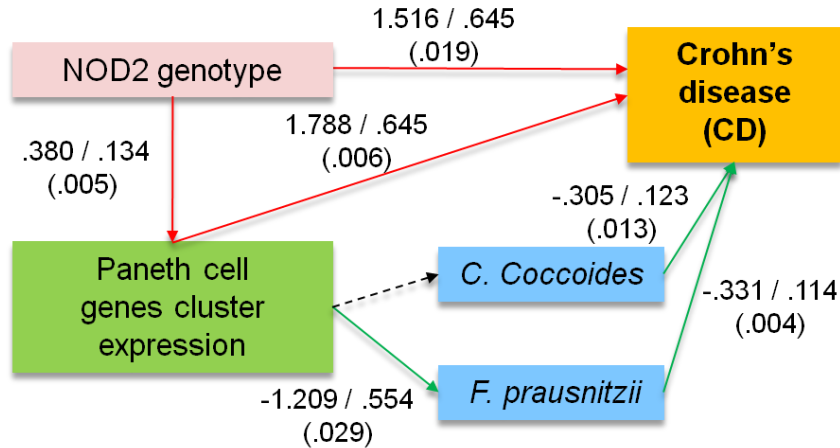 1.516 / .645
(.019)
NOD2 genotype
Crohn's
disease
(CD)
1.788 / .645
(.006)
.380 / .134
(.005)
-.305 / .123
(.013)
Paneth cell
genes cluster
expression
C. Coccoides
-.331 / .114
(.004)
F. prausnitzii
-1.209 / .554
(.029)